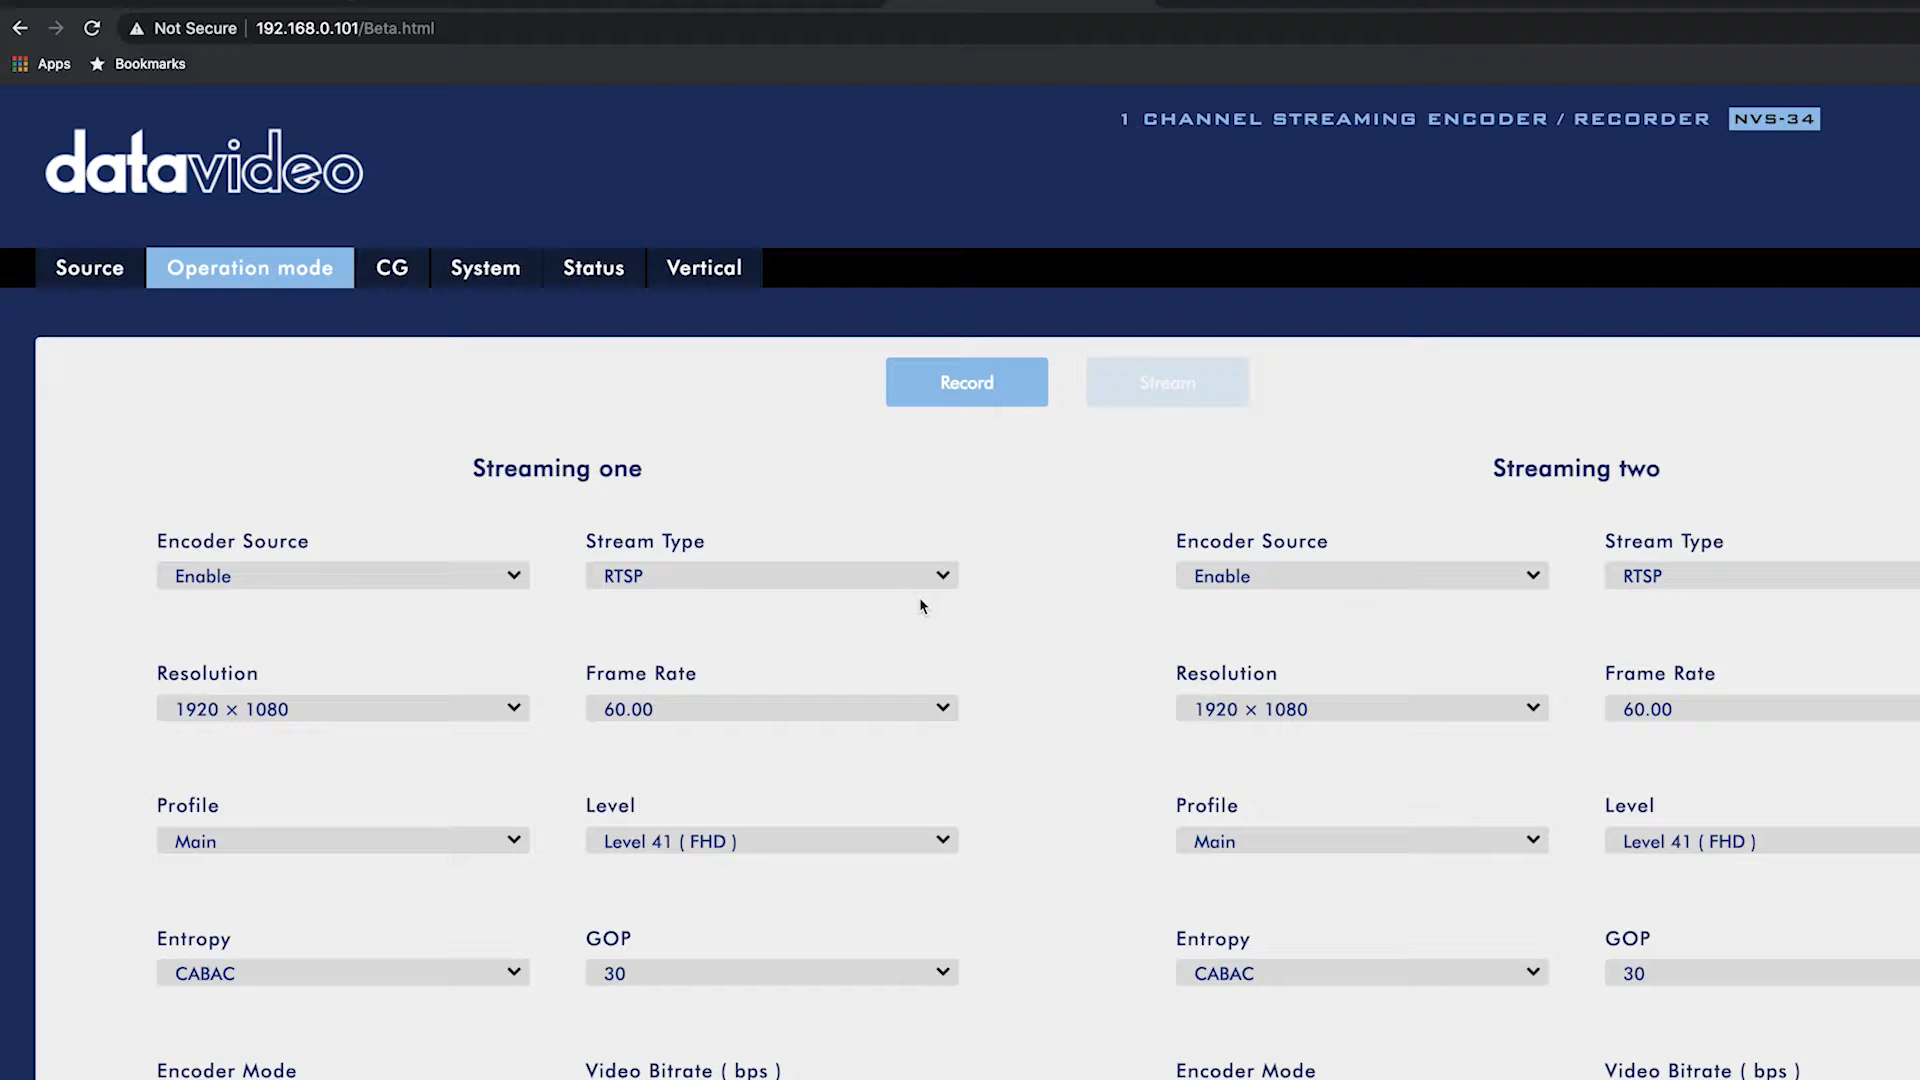 Not Secure 192.168.0.101/Beta.html
Apps Bookmarks
1 CHANNEL STREAMING ENCODER / RECORDER NVS-34
datavideo
Source Operation mode CG System Status Vertical
Record Stream
Streaming one Streaming two
Encoder Source Stream Type Encoder Source Stream Type
Enable RTSP Enable RTSP
Resolution Frame Rate Resolution Frame Rate
1920 × 1080 60.00 1920 × 1080 60.00
Profile Level Profile Level
Main Level 41 ( FHD ) Main Level 41 ( FHD )
Entropy GOP Entropy GOP
CABAC 30 CABAC 30
Encoder Mode Video Bitrate ( bps ) Encoder Mode Video Bitrate ( bps )